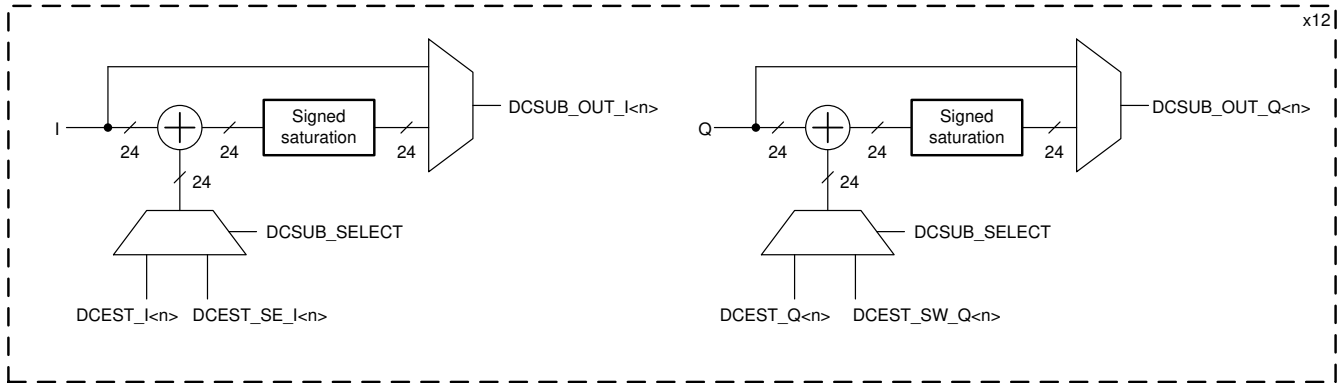 x12
I
24
24
Signed
saturation
24
DCSUB_OUT_I<n>
24
DCSUB_SELECT
DCEST_I<n>
DCEST_SE_I<n>
Q
24
24
Signed
saturation
24
DCSUB_OUT_Q<n>
24
DCSUB_SELECT
DCEST_Q<n>
DCEST_SW_Q<n>